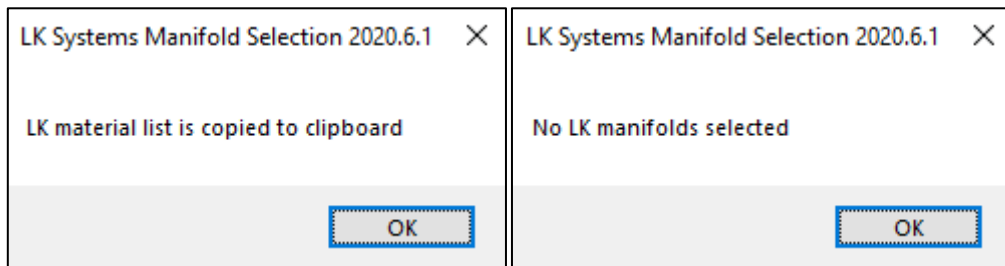 LK Systems Manifold Selection 2020.6.1
LK material list is copied to clipboard
OK
LK Systems Manifold Selection 2020.6.1
No LK manifolds selected
OK